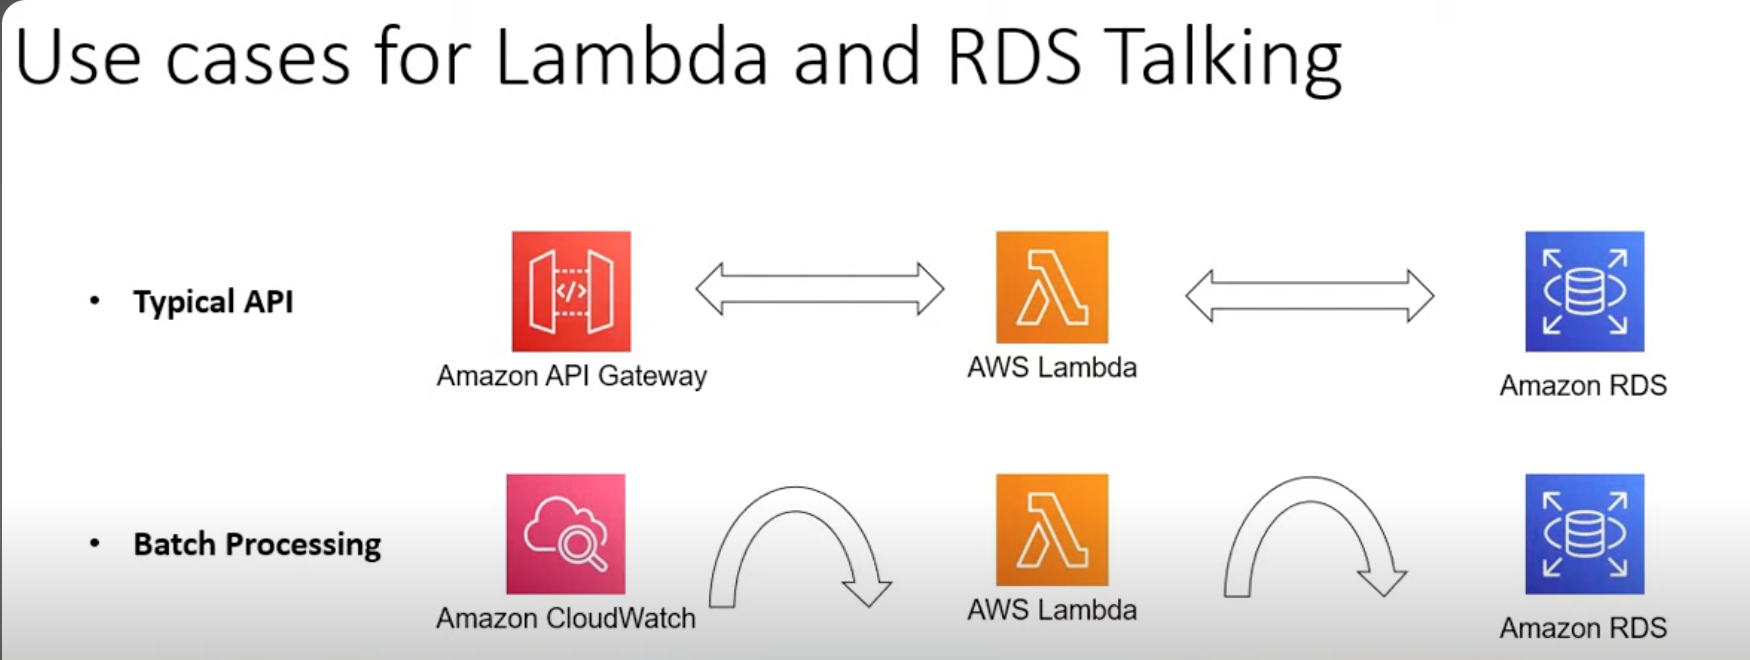 Use cases for Lambda and RDS Talking
• Typical API
</>
Amazon API Gateway
AWS Lambda
Amazon RDS
• Batch Processing
Amazon CloudWatch
AWS Lambda
Amazon RDS